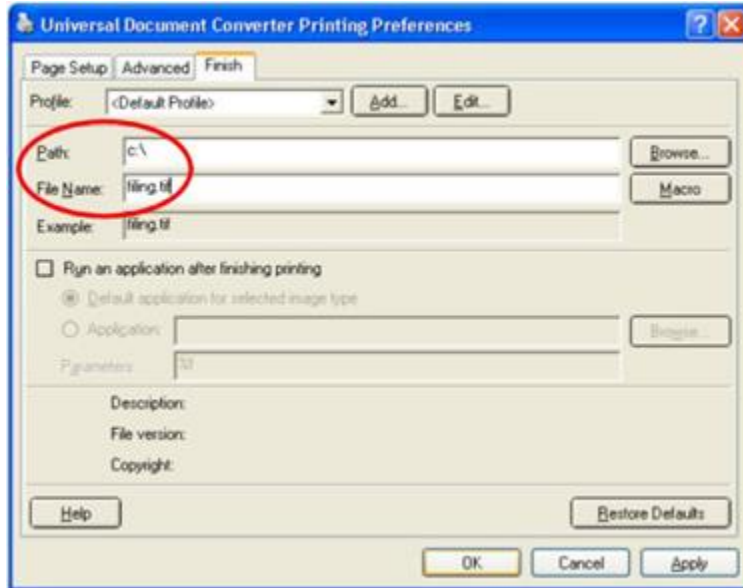 Universal Document Converter Printing Preferences
Page Setup Advanced Finish
Profile: <Default Profile> Add... Edit...
Path: c:\ Browse...
File Name: filing.tif Macro
Example: filing.tif
Run an application after finishing printing
Default application for selected image type
Application: Browse...
Parameters:
Description:
File version:
Copyright:
Help Restore Defaults
OK Cancel Apply